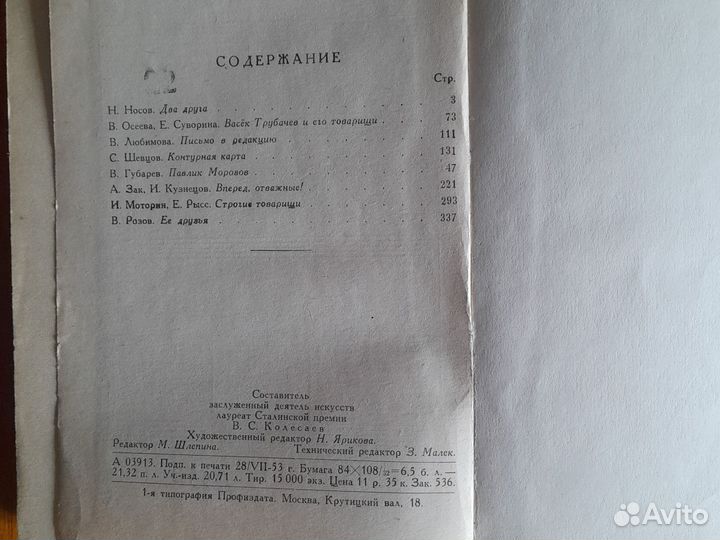 СОДЕРЖАНИЕ
Стр.
Н. Носов. Два друга . . . . . . . . . . 3
В. Осеева, Е. Суворина. Васёк Трубачев и его товарищи . . . . 73
В. Любимова. Письмо в редакцию . . . . . . . . 111
С. Шевцов. Контурная карта . . . . . . . . . 131
В. Губарев. Павлик Морозов . . . . . . . . . 47
А. Зак, И. Кузнецов. Вперед, отважные! . . . . . . . 221
И. Моторин, Е. Рысс. Строгие товарищи . . . . . . . 293
В. Розов. Ее друзья . . . . . . . . . . 337
Составитель
заслуженный деятель искусств
лауреат Сталинской премии
В. С. Колесаев
Художественный редактор Н. Ярикова.
Редактор М. Шлепина. Технический редактор Э. Малек.
А 03913. Подп. к печати 28/VII-53 г. Бумага 84×108/32=6,5 б. л.—
21,32 п. л. Уч.-изд. 20,71 л. Тир. 15 000 экз. Цена 11 р. 35 к. Зак. 536.
1-я типография Профиздата. Москва, Крутицкий вал, 18.
Avito